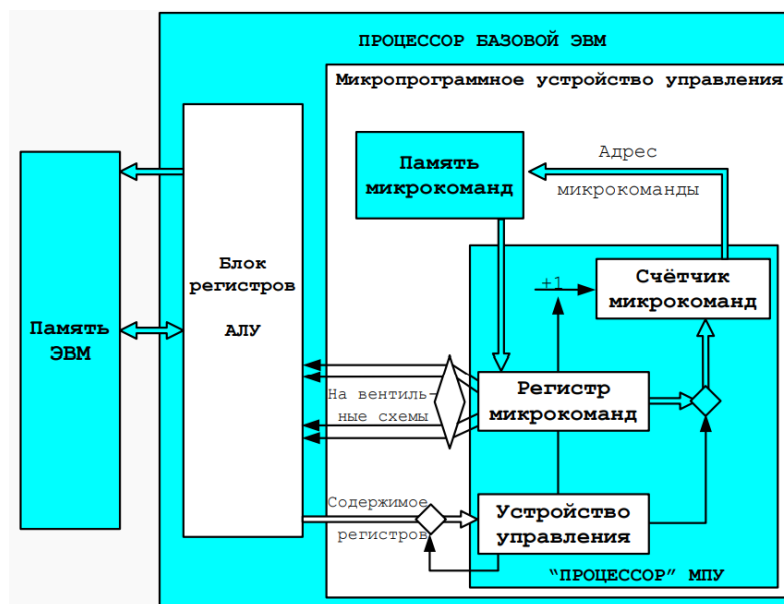 ПРОЦЕССОР БАЗОВОЙ ЭВМ
Микропрограммное устройство управления
Память
микрокоманд
Адрес
микрокоманды
Блок
регистров
АЛУ
Память
ЭВМ
+1
Счётчик
микрокоманд
На вентиль-
ные схемы
Регистр
микрокоманд
Содержимое
регистров
Устройство
управления
“ПРОЦЕССОР” МПУ